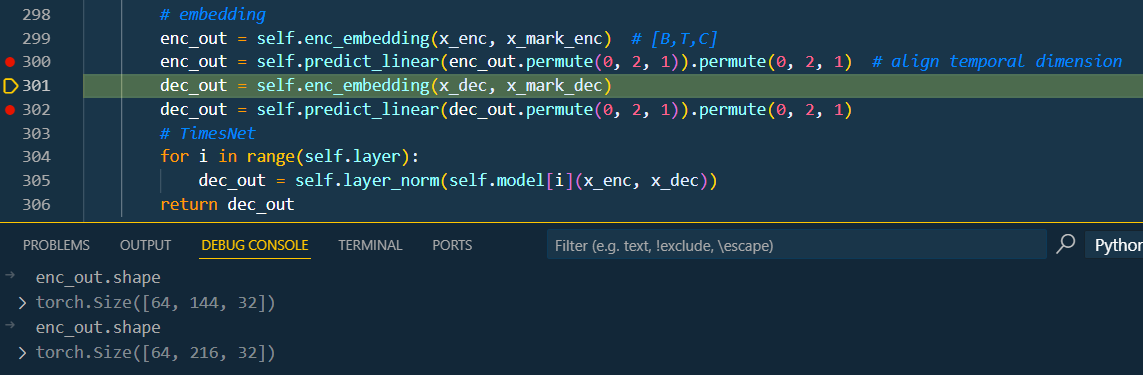 298 # embedding
299 enc_out = self.enc_embedding(x_enc, x_mark_enc)  # [B,T,C]
300 enc_out = self.predict_linear(enc_out.permute(0, 2, 1)).permute(0, 2, 1)  # align temporal dimension
301 dec_out = self.enc_embedding(x_dec, x_mark_dec)
302 dec_out = self.predict_linear(dec_out.permute(0, 2, 1)).permute(0, 2, 1)
303 # TimesNet
304 for i in range(self.layer):
305     dec_out = self.layer_norm(self.model[i](x_enc, x_dec))
306 return dec_out
PROBLEMS OUTPUT DEBUG CONSOLE TERMINAL PORTS Filter (e.g. text, !exclude, \escape) Python
enc_out.shape
torch.Size([64, 144, 32])
enc_out.shape
torch.Size([64, 216, 32])